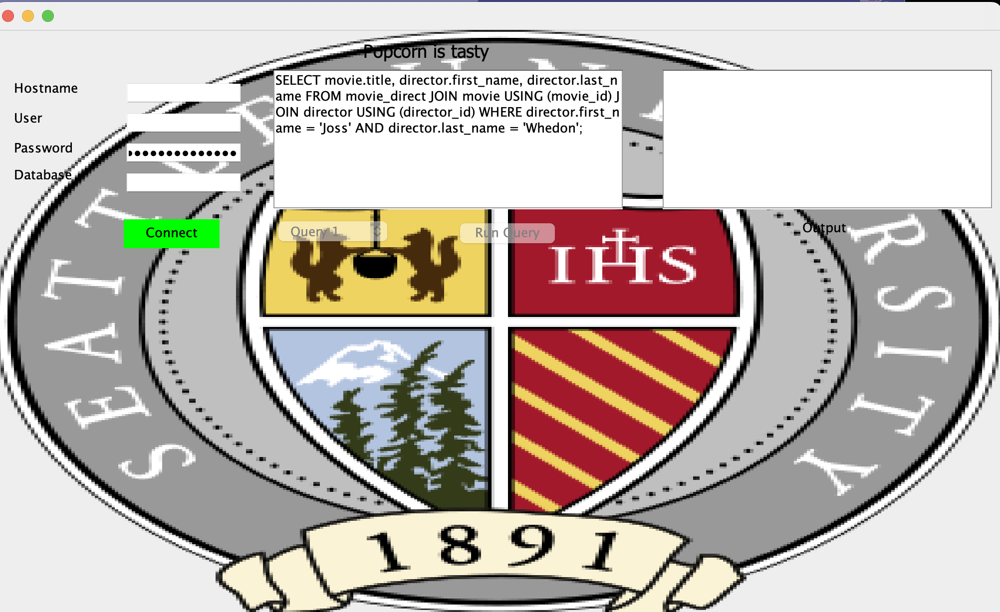 Popcorn is tasty
Hostname
User
Password
Database
Connect
SELECT movie.title, director.first_name, director.last_n
ame FROM movie_direct JOIN movie USING (movie_id) J
OIN director USING (director_id) WHERE director.first_n
ame = 'Joss' AND director.last_name = 'Whedon';
Query 1
Run Query
Output
SEATT
RSITY
IHS
1891